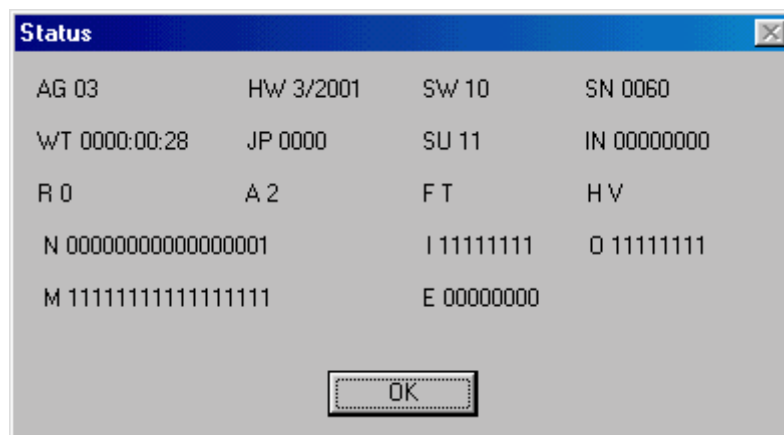 Status
AG 03 HW 3/2001 SW 10 SN 0060
WT 0000:00:28 JP 0000 SU 11 IN 00000000
R 0 A 2 F T H V
N 0000000000000001 I 11111111 O 11111111
M 1111111111111111 E 00000000
OK